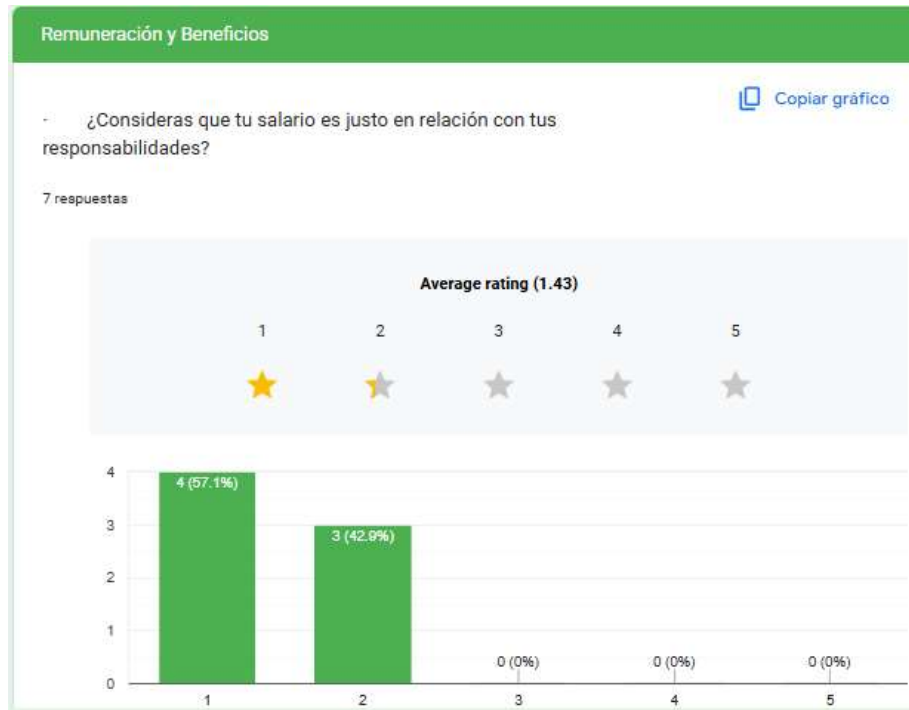 Remuneración y Beneficios
Copiar gráfico
· ¿Consideras que tu salario es justo en relación con tus
responsabilidades?
7 respuestas
Average rating (1.43)
1 2 3 4 5
4
4 (57.1%)
3
3 (42.9%)
2
1
0 (0%) 0 (0%) 0 (0%)
0
1 2 3 4 5